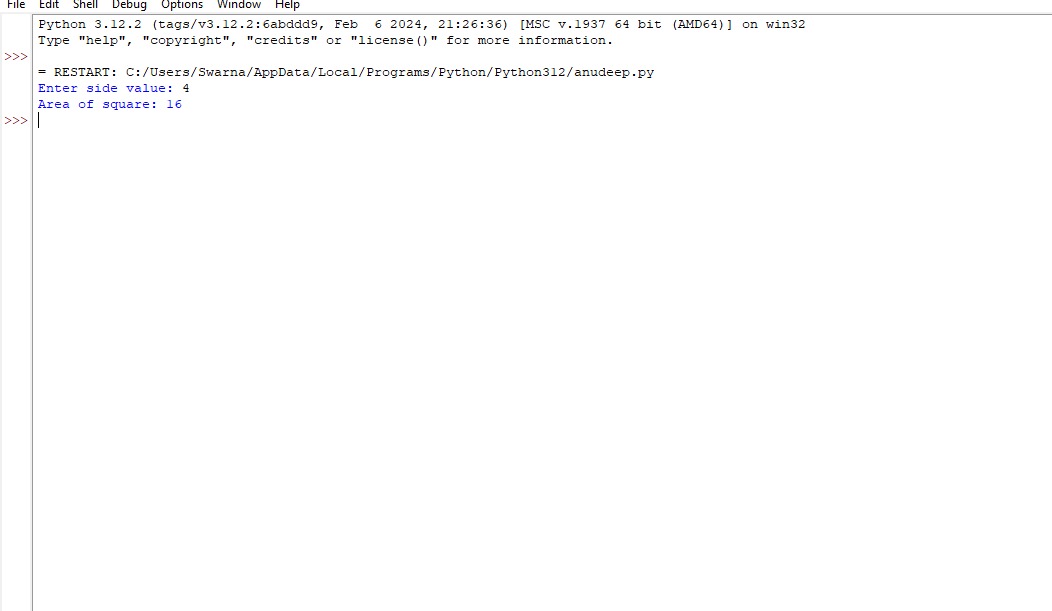 File Edit Shell Debug Options Window Help
Python 3.12.2 (tags/v3.12.2:6abddd9, Feb  6 2024, 21:26:36) [MSC v.1937 64 bit (AMD64)] on win32
Type "help", "copyright", "credits" or "license()" for more information.
>>>
= RESTART: C:/Users/Swarna/AppData/Local/Programs/Python/Python312/anudeep.py
Enter side value: 4
Area of square: 16
>>>